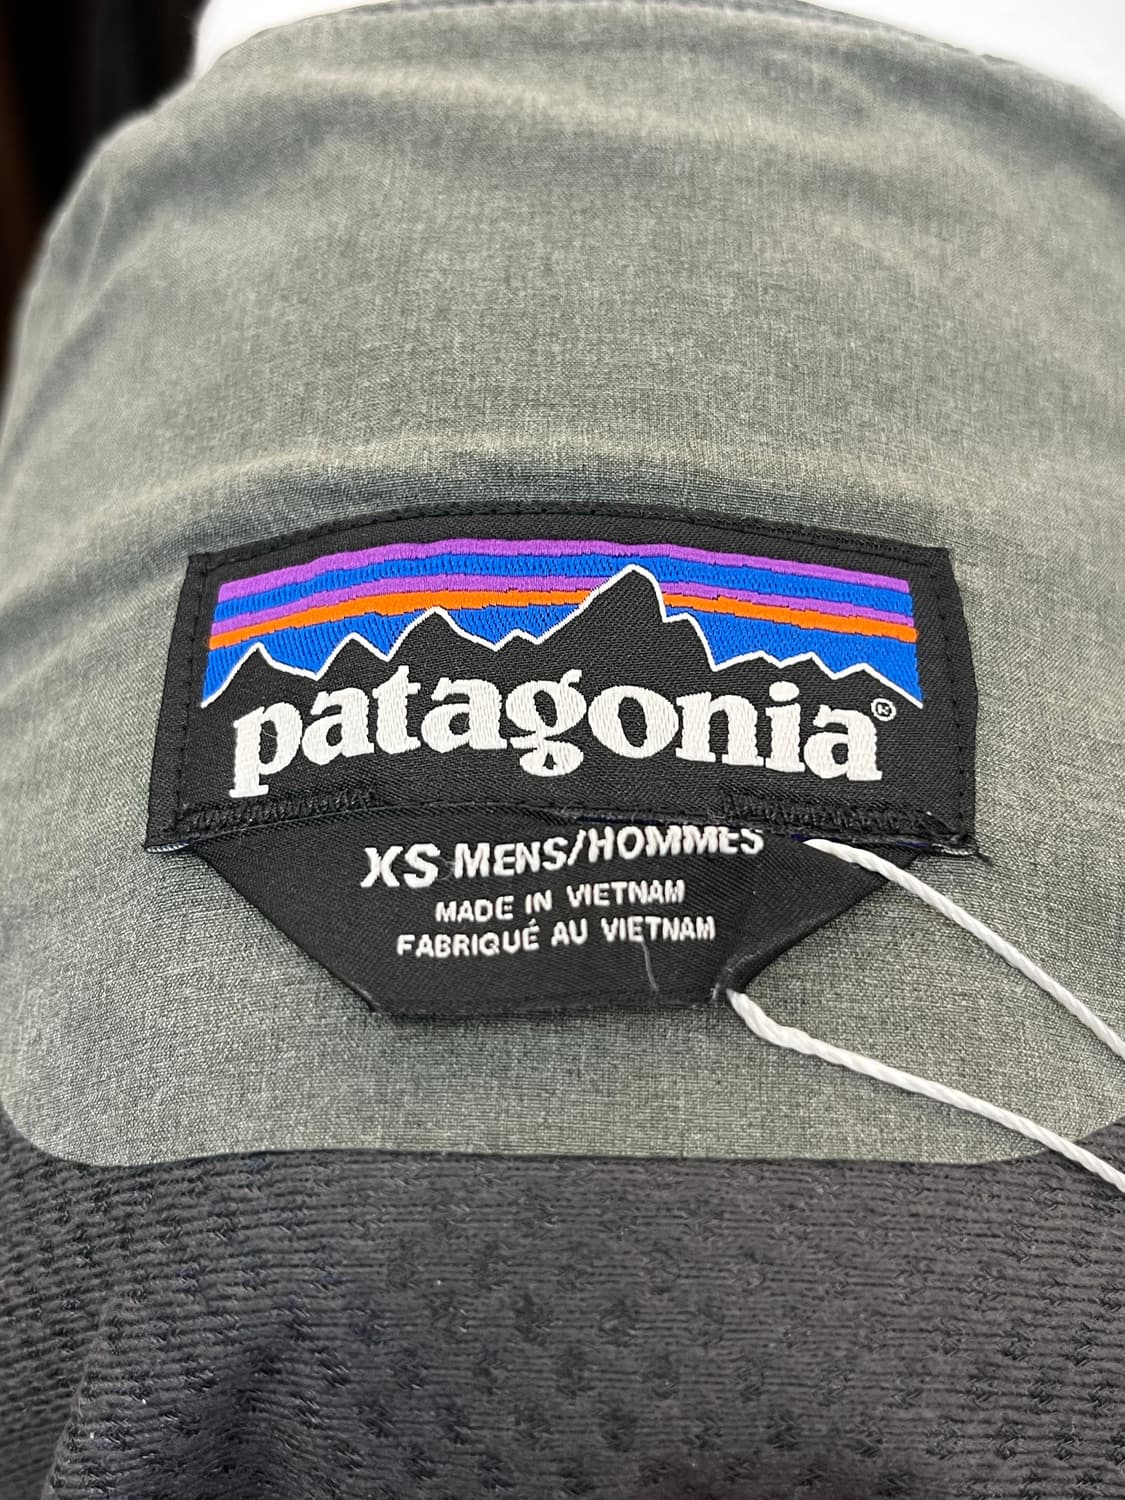 patagonia®
XS MENS/HOMMES
MADE IN VIETNAM
FABRIQUÉ AU VIETNAM